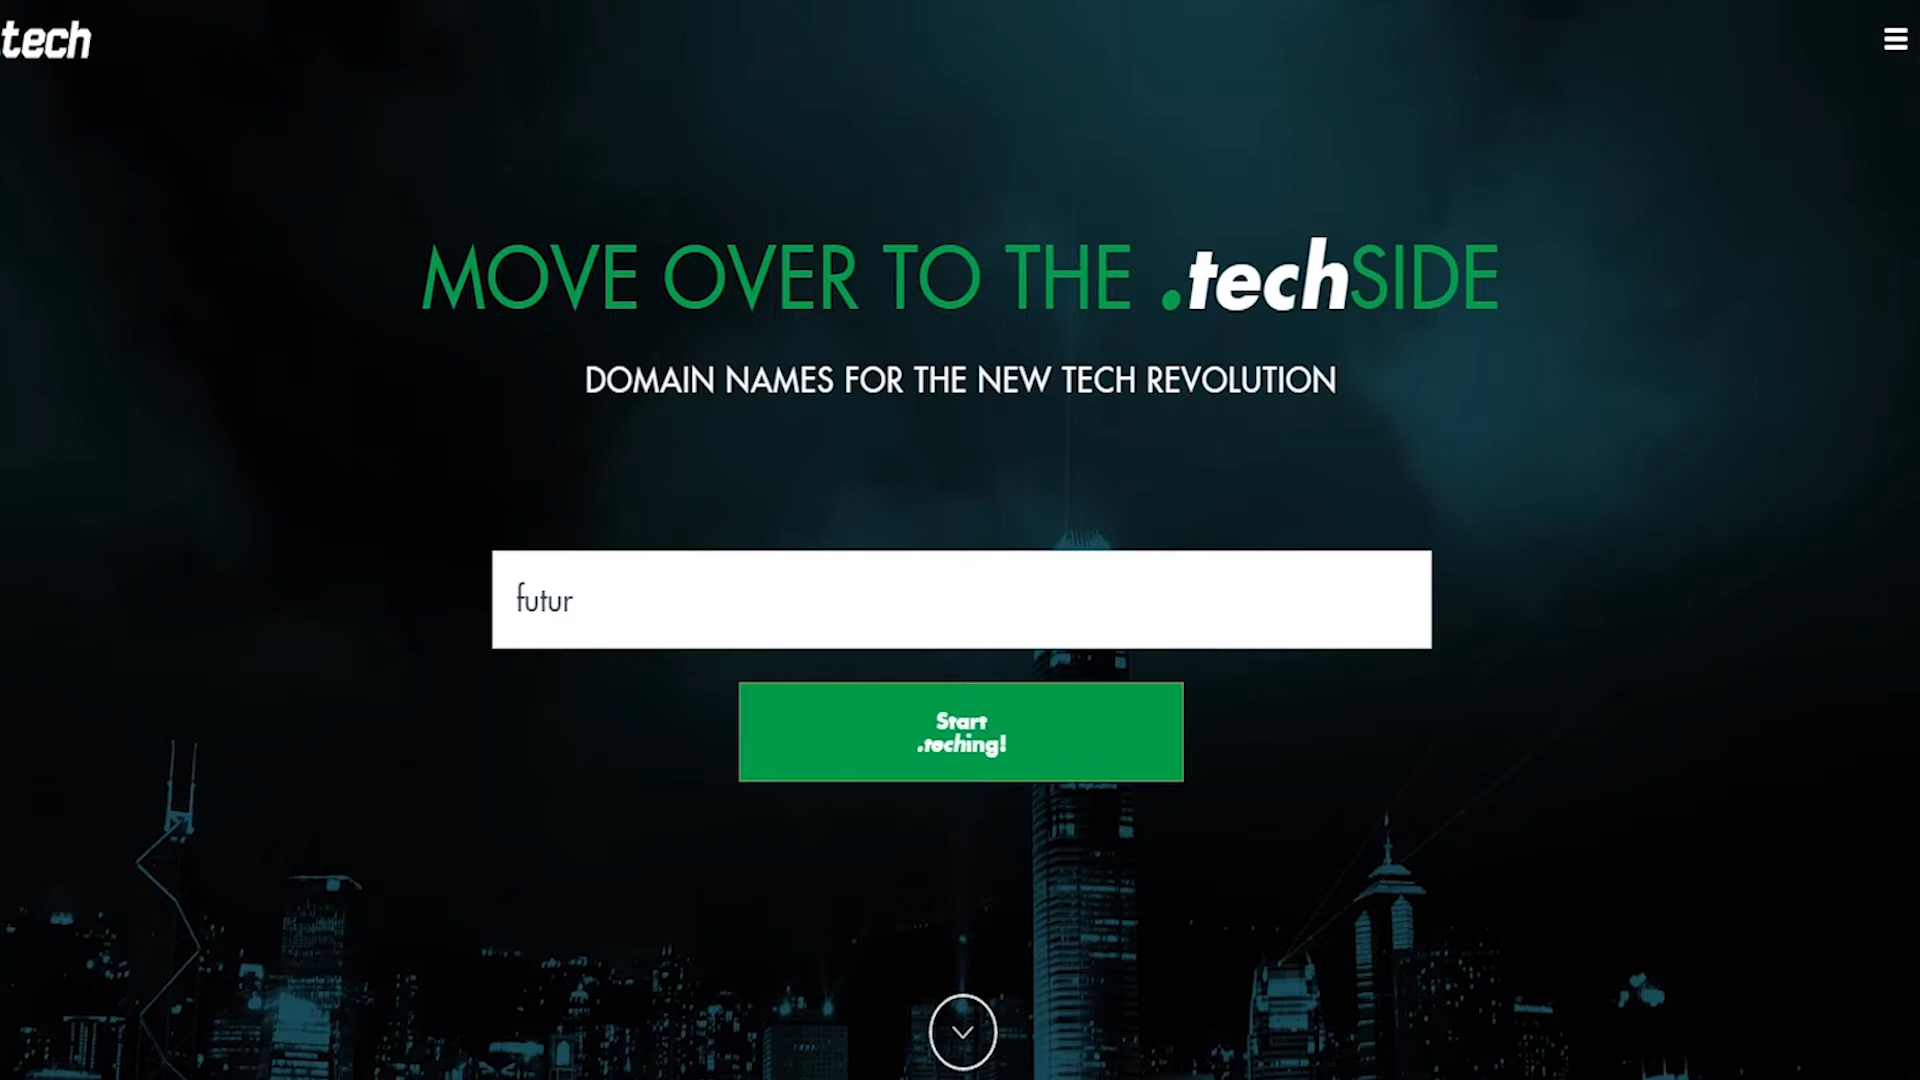 tech
MOVE OVER TO THE .techSIDE
DOMAIN NAMES FOR THE NEW TECH REVOLUTION
futur
Start
.teching!